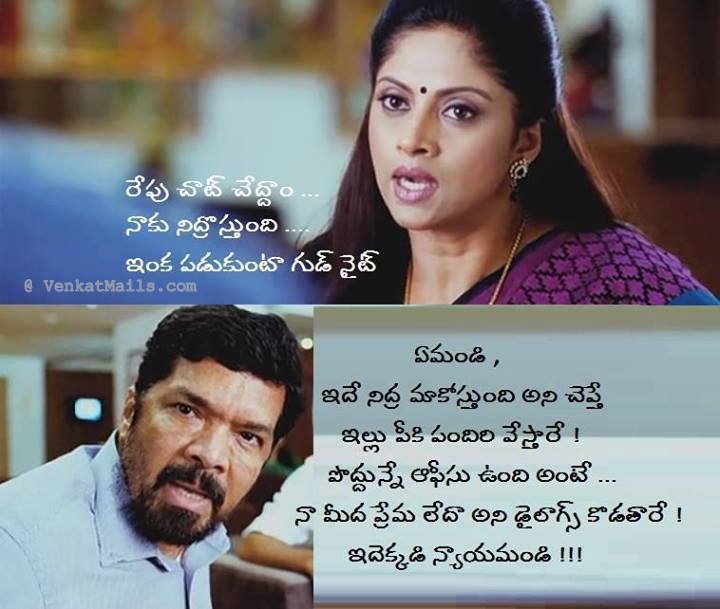 రేపు చాట్ చేద్దాం ...
నాకు నిద్రొస్తుంది ....
ఇంక పడుకుంటా గుడ్ నైట్
@ VenkatMails.com
ఏమండి ,
ఇదే నిద్ర మాకోస్తుంది అని చెప్తే
ఇల్లు పీకి పందిరి వేస్తారే !
పొద్దున్నే ఆఫీసు ఉంది అంటే ...
నా మీద ప్రేమ లేదా అని డైలాగ్స్ కొడతారే !
ఇదెక్కడి న్యాయమండి !!!